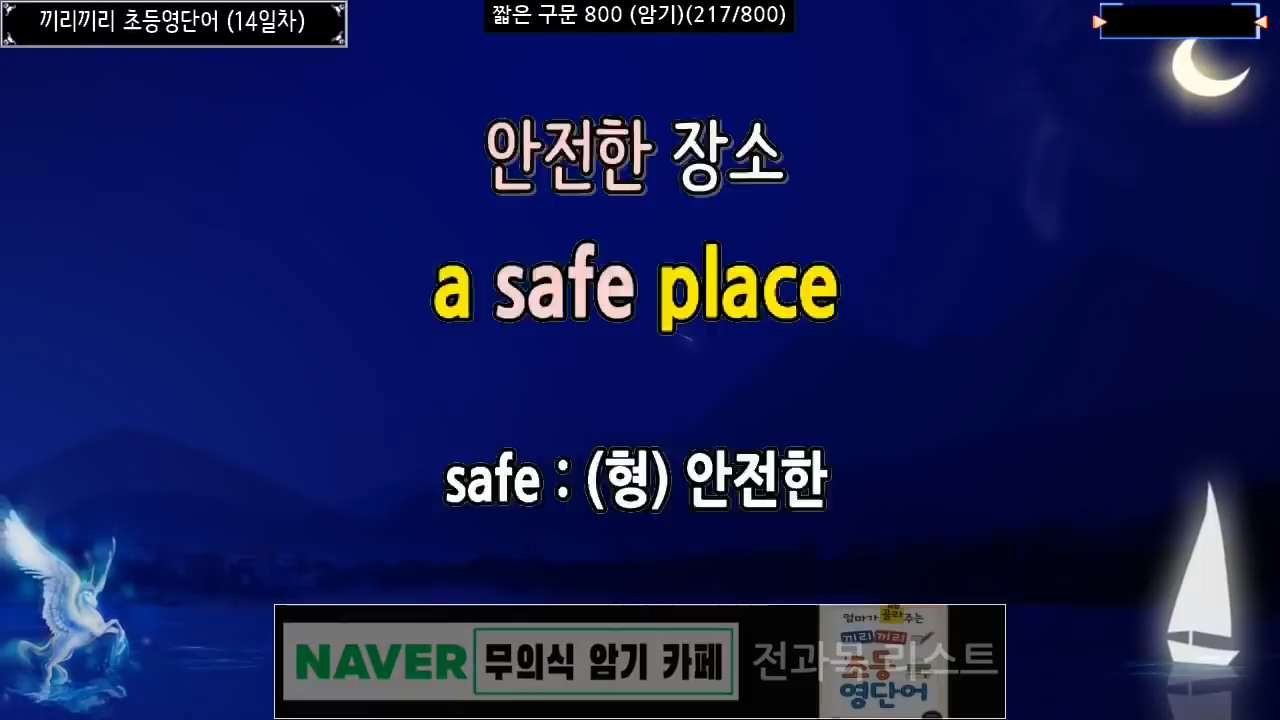 끼리끼리 초등영단어 (14일차)
짧은 구문 800 (암기)(217/800)
안전한 장소
a safe place
safe : (형) 안전한
NAVER 무의식 암기 카페
전과목 리스트
엄마가 골라주는
끼리끼리
초등
영단어